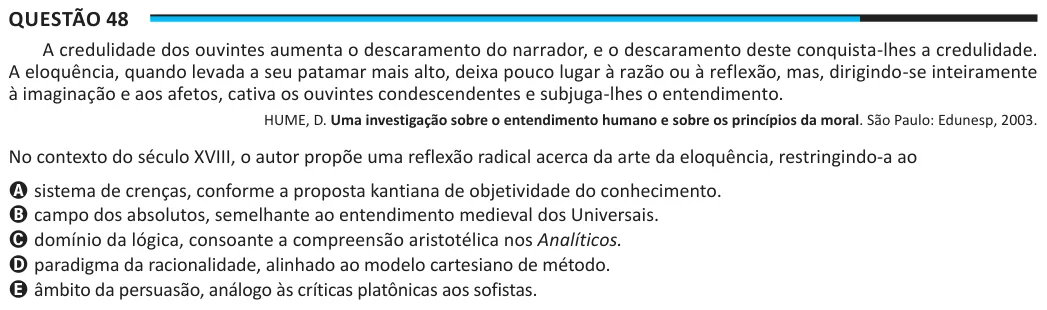 QUESTÃO 48
A credulidade dos ouvintes aumenta o descaramento do narrador, e o descaramento deste conquista-lhes a credulidade.
A eloquência, quando levada a seu patamar mais alto, deixa pouco lugar à razão ou à reflexão, mas, dirigindo-se inteiramente
à imaginação e aos afetos, cativa os ouvintes condescendentes e subjuga-lhes o entendimento.
HUME, D. Uma investigação sobre o entendimento humano e sobre os princípios da moral. São Paulo: Edunesp, 2003.
No contexto do século XVIII, o autor propõe uma reflexão radical acerca da arte da eloquência, restringindo-a ao
A sistema de crenças, conforme a proposta kantiana de objetividade do conhecimento.
B campo dos absolutos, semelhante ao entendimento medieval dos Universais.
C domínio da lógica, consoante a compreensão aristotélica nos Analíticos.
D paradigma da racionalidade, alinhado ao modelo cartesiano de método.
E âmbito da persuasão, análogo às críticas platônicas aos sofistas.